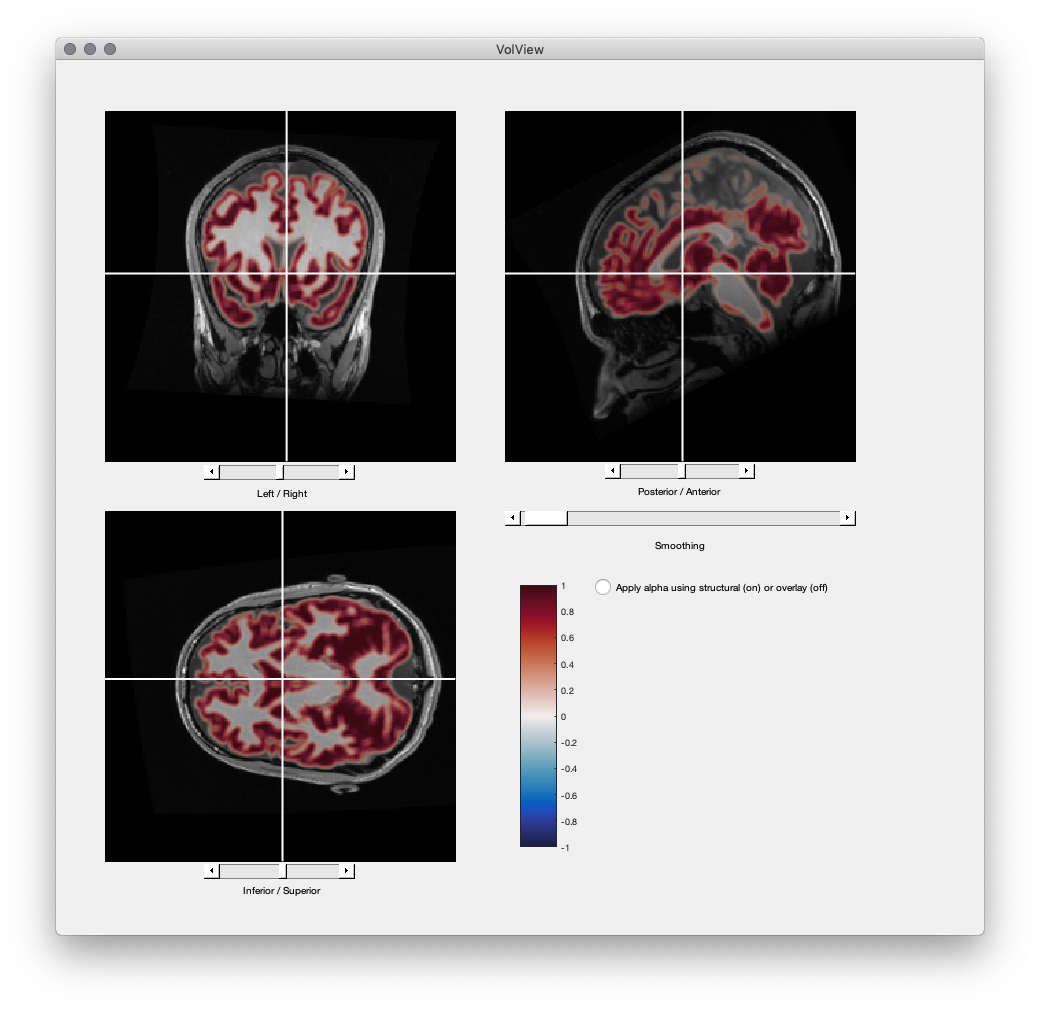 VolView
Left / Right
Posterior / Anterior
Smoothing
Apply alpha using structural (on) or overlay (off)
1
0.8
0.6
0.4
0.2
0
-0.2
-0.4
-0.6
-0.8
-1
Inferior / Superior